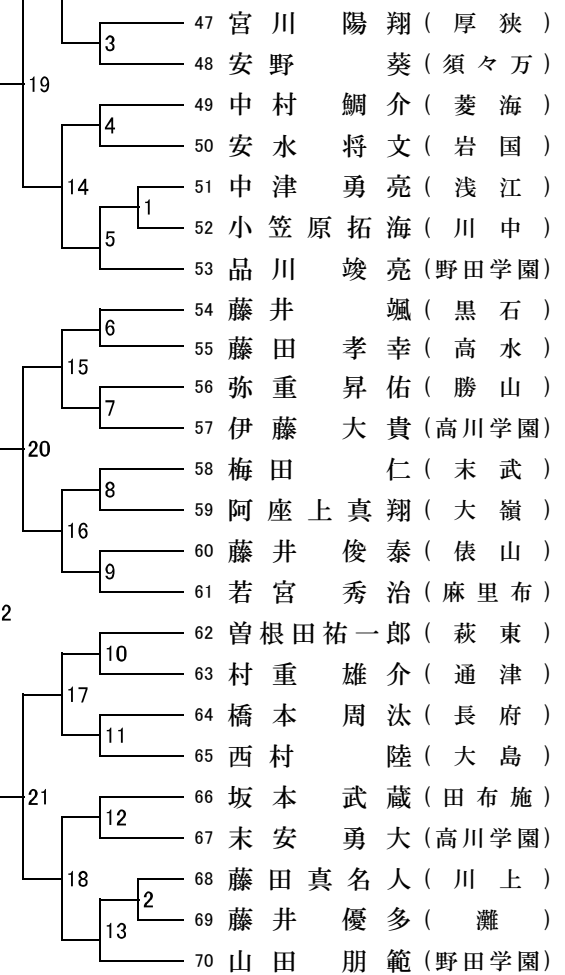 47 宮川 陽翔 (厚狭)
3
48 安野 葵 (須々万)
19
49 中村 鯛介 (菱海)
4
50 安水 将文 (岩国)
14
51 中津 勇亮 (浅江)
1
52 小笠原拓海 (川中)
5
53 品川 竣亮 (野田学園)
54 藤井 颯 (黒石)
6
55 藤田 孝幸 (高水)
15
56 弥重 昇佑 (勝山)
7
57 伊藤 大貴 (高川学園)
20
58 梅田 仁 (末武)
8
59 阿座上真翔 (大嶺)
16
60 藤井 俊泰 (俵山)
9
61 若宮 秀治 (麻里布)
2
62 曽根田祐一郎 (萩東)
10
63 村重 雄介 (通津)
17
64 橋本 周汰 (長府)
11
65 西村 陸 (大島)
21
66 坂本 武蔵 (田布施)
12
67 末安 勇大 (高川学園)
18
68 藤田真名人 (川上)
2
69 藤井 優多 (灘)
13
70 山田 朋範 (野田学園)